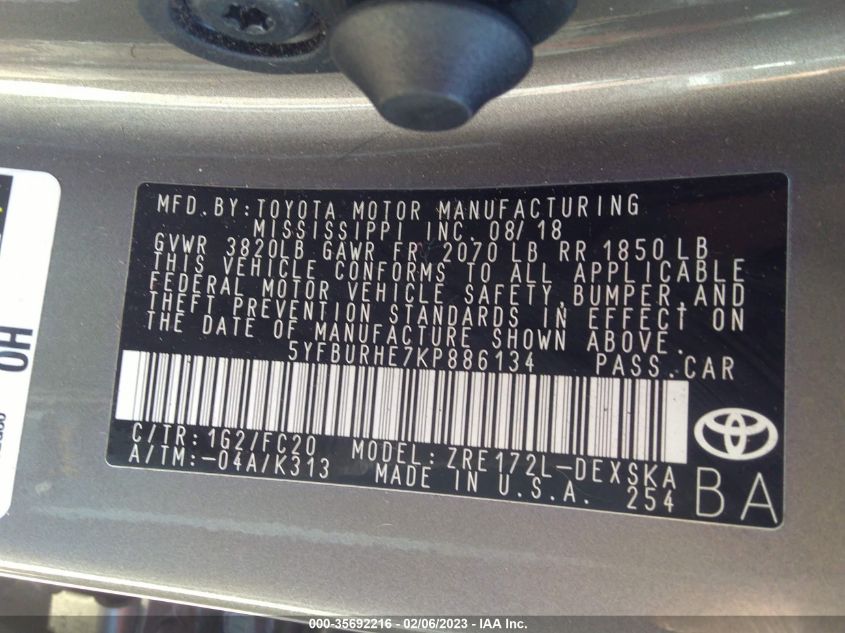 MFD.BY:TOYOTA MOTOR MANUFACTURING
MISSISSIPPI INC. 08/18
GVWR 3820LB GAWR FR 2070 LB RR 1850LB
THIS VEHICLE CONFORMS TO ALL APPLICABLE
FEDERAL MOTOR VEHICLE SAFETY,BUMPER,AND
THEFT PREVENTION STANDARDS IN EFFECT ON
THE DATE OF MANUFACTURE SHOWN ABOVE.
5YFBURHE7KP886134 PASS.CAR
C/TR:1G2/FC20 MODEL:ZRE172L-DEXSKA
A/TM:-04A/K313 MADE IN U.S.A. 254
BA
OH
000-35692216 - 02/06/2023 - IAA Inc.